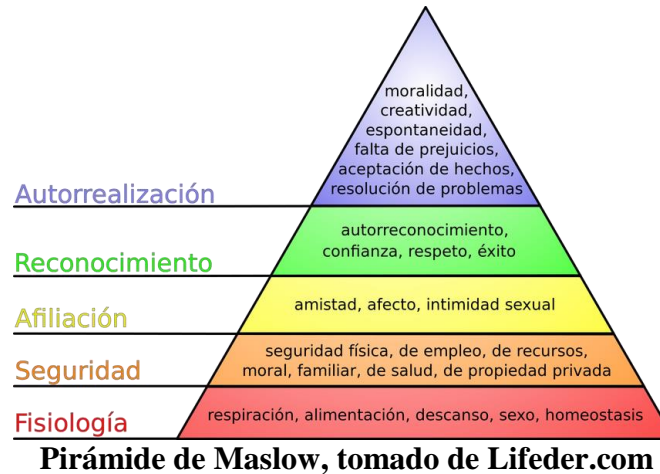 moralidad,
creatividad,
espontaneidad,
falta de prejuicios,
aceptación de hechos,
resolución de problemas
Autorrealización
autorreconocimiento,
confianza, respeto, éxito
Reconocimiento
amistad, afecto, intimidad sexual
Afiliación
seguridad física, de empleo, de recursos,
moral, familiar, de salud, de propiedad privada
Seguridad
respiración, alimentación, descanso, sexo, homeostasis
Fisiología
Pirámide de Maslow, tomado de Lifeder.com